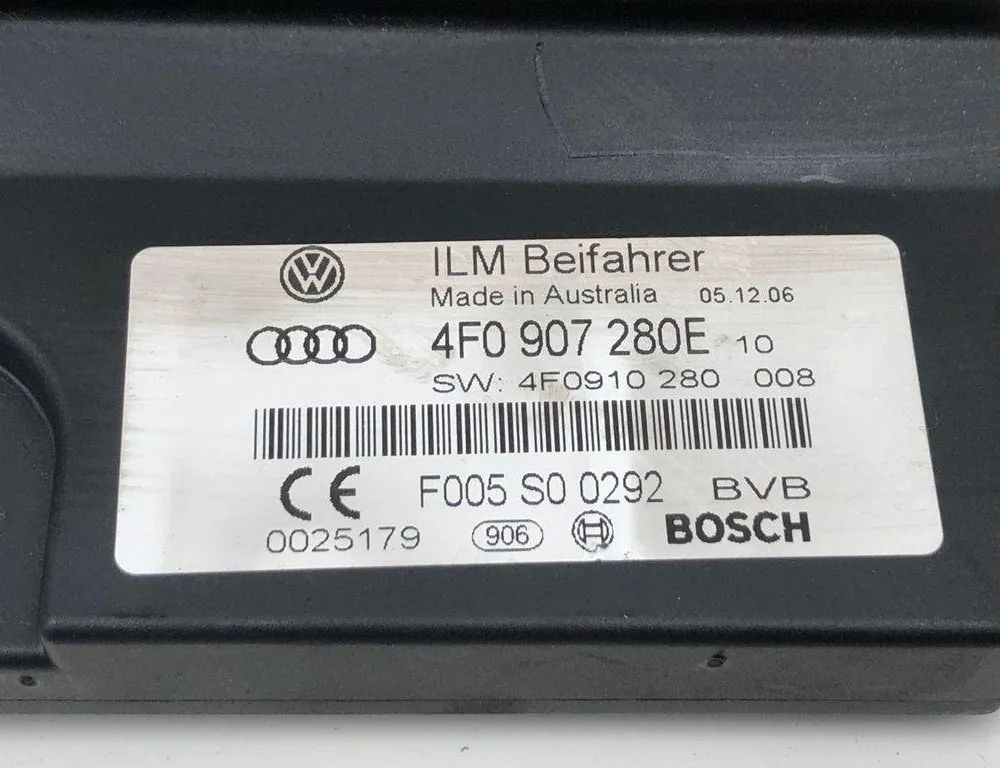 ILM Beifahrer
Made in Australia 05.12.06
4F0 907 280E 10
SW: 4F0910 280 008
CE F005 S0 0292 BVB
0025179 906 BOSCH